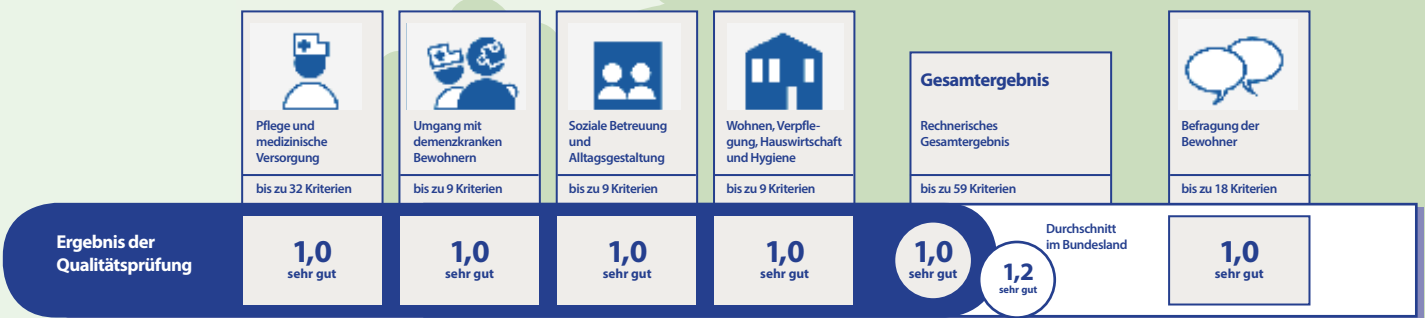 Pflege und
medizinische
Versorgung
bis zu 32 Kriterien
Umgang mit
demenzkranken
Bewohnern
bis zu 9 Kriterien
Soziale Betreuung
und
Alltagsgestaltung
bis zu 9 Kriterien
Wohnen, Verpfle-
gung, Hauswirtschaft
und Hygiene
bis zu 9 Kriterien
Gesamtergebnis
Rechnerisches
Gesamtergebnis
bis zu 59 Kriterien
Befragung der
Bewohner
bis zu 18 Kriterien
Ergebnis der
Qualitätsprüfung
1,0
sehr gut
1,0
sehr gut
1,0
sehr gut
1,0
sehr gut
1,0
sehr gut
Durchschnitt
im Bundesland
1,2
sehr gut
1,0
sehr gut